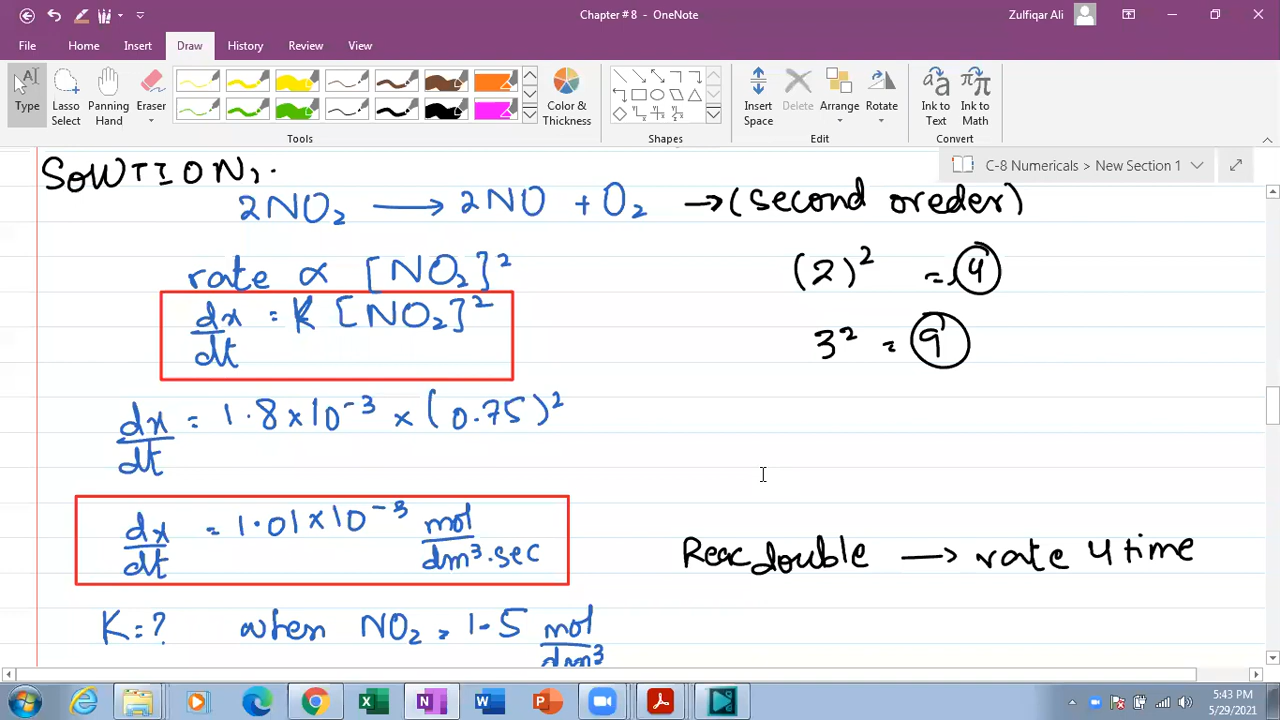 Chapter # 8 - OneNote
Zulfiqar Ali
File Home Insert Draw History Review View
Type
Lasso Select
Panning Hand
Eraser
Color & Thickness
Insert Space
Delete
Arrange
Rotate
Ink to Text
Ink to Math
Tools
Shapes
Edit
Convert
C-8 Numericals > New Section 1
SOLUTION:
2NO₂ ⟶ 2NO + O₂ → (second oreder)
rate ∝ [NO₂]²
(2)² = 4
dx/dt = K [NO₂]²
3² = 9
dx/dt = 1.8 × 10⁻³ × (0.75)²
dx/dt = 1.01 × 10⁻³ mol/dm³.sec
Reac double ⟶ rate 4 time
K = ? when NO₂ = 1.5 mol/dm³
5:43 PM
5/29/2021